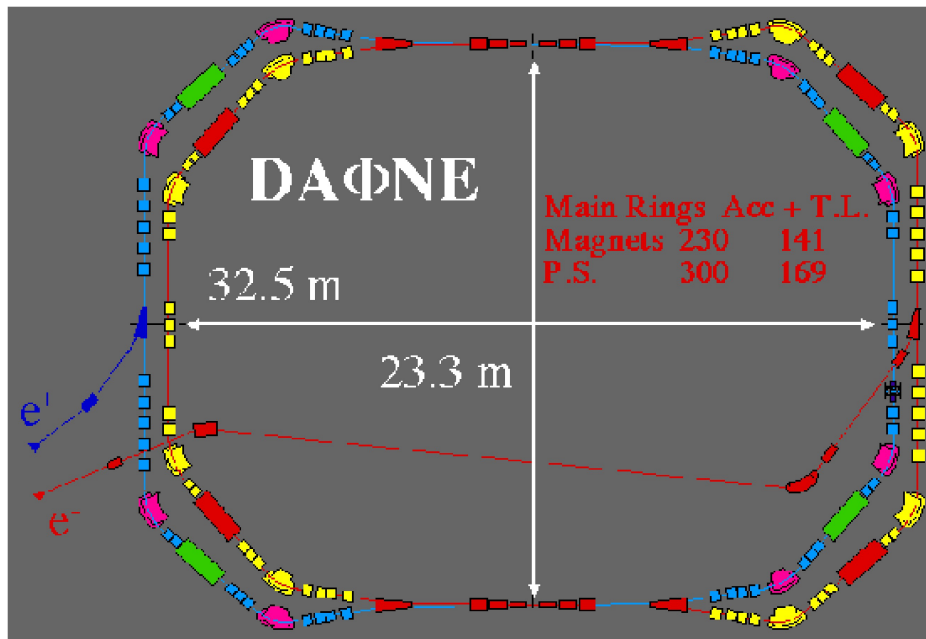 DAΦNE
Main Rings Acc + T.L.
Magnets 230 141
P.S. 300 169
32.5 m
23.3 m
e+
e-